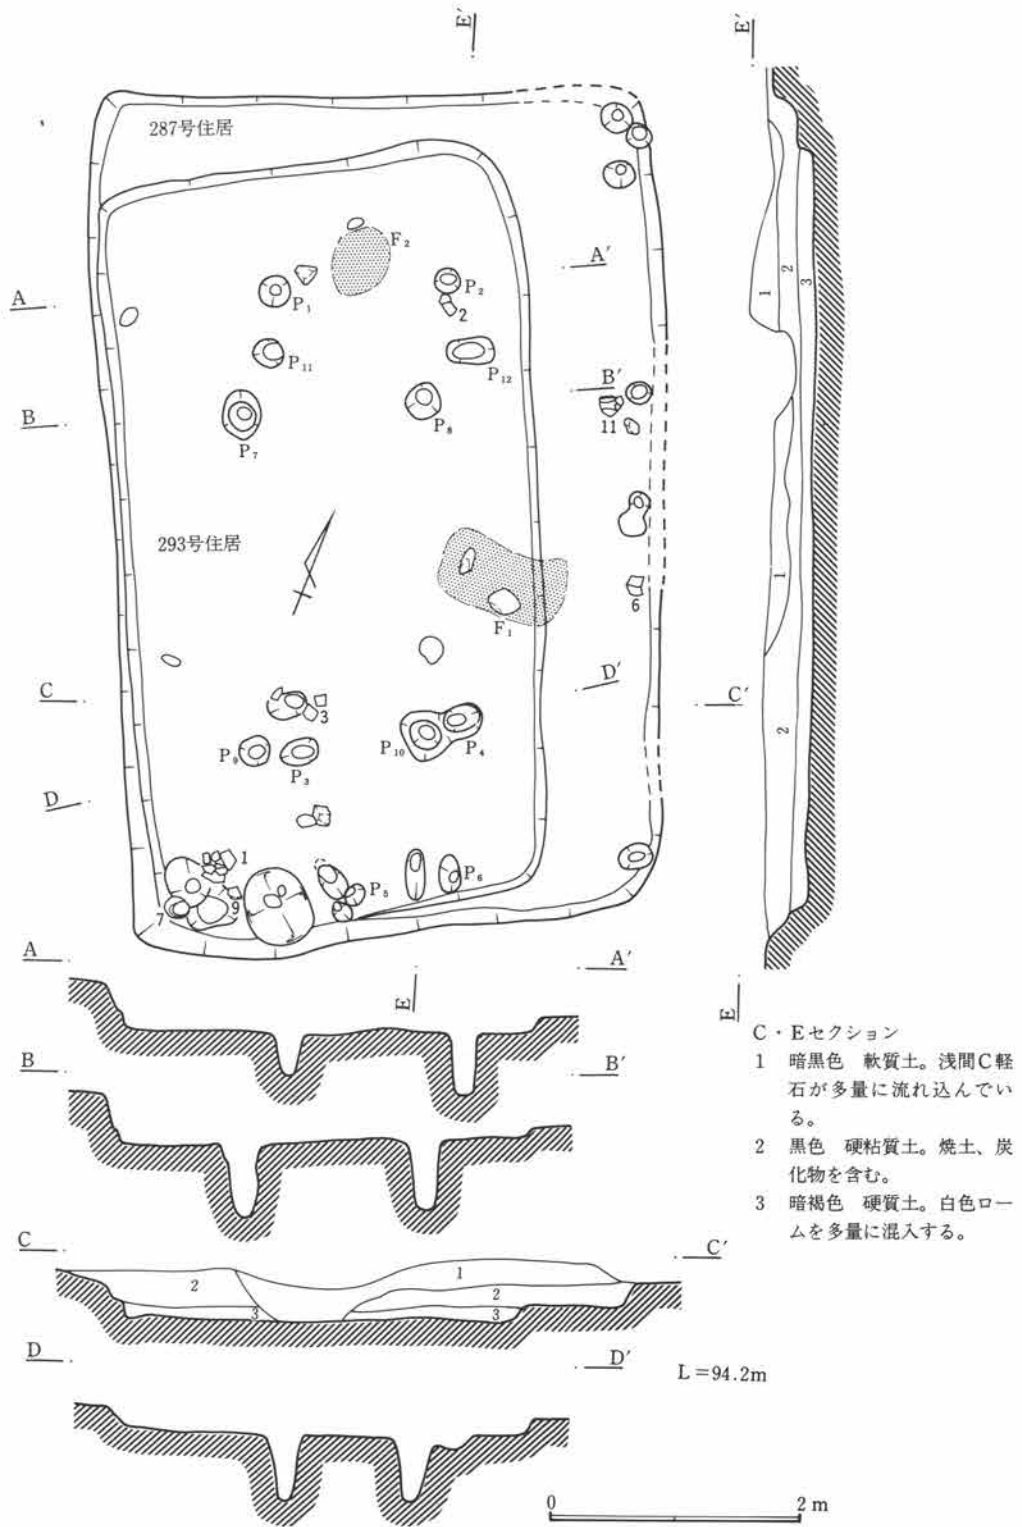 E′
E′
287号住居
F₂
A′
A
P₁
P₂
2
P₁₁
P₁₂
B′
B
P₇
P₈
11
293号住居
6
F₁
D′
C
C′
3
P₁₀
P₄
P₉
P₃
D
1
P₅
P₆
7
9
1
2
3
1
2
A
A′
E
E
B
B′
C・Eセクション
1 暗黒色 軟質土。浅間C軽
石が多量に流れ込んでい
る。
2 黒色 硬粘質土。焼土、炭
化物を含む。
3 暗褐色 硬質土。白色ロー
ムを多量に混入する。
C
C′
1
2
2
3
3
D
D′
L=94.2m
0
2 m